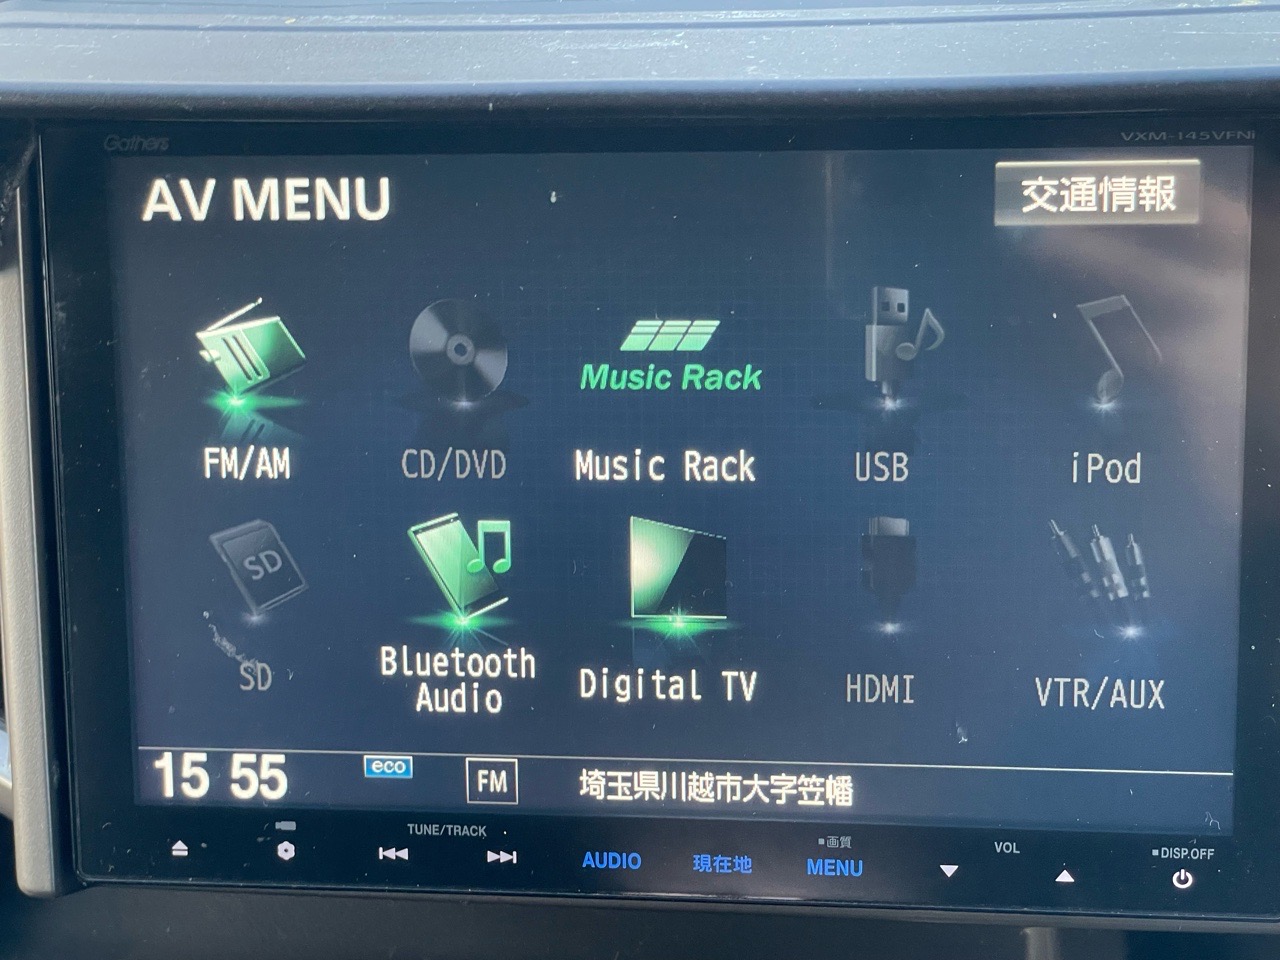 Gathers
VXM-145VFNi
AV MENU
交通情報
Music Rack
FM/AM
CD/DVD
Music Rack
USB
iPod
SD
SD
Bluetooth
Audio
Digital TV
HDMI
VTR/AUX
15 55
eco
FM
埼玉県川越市大字笠幡
TUNE/TRACK
AUDIO
現在地
画質
MENU
VOL
DISP.OFF